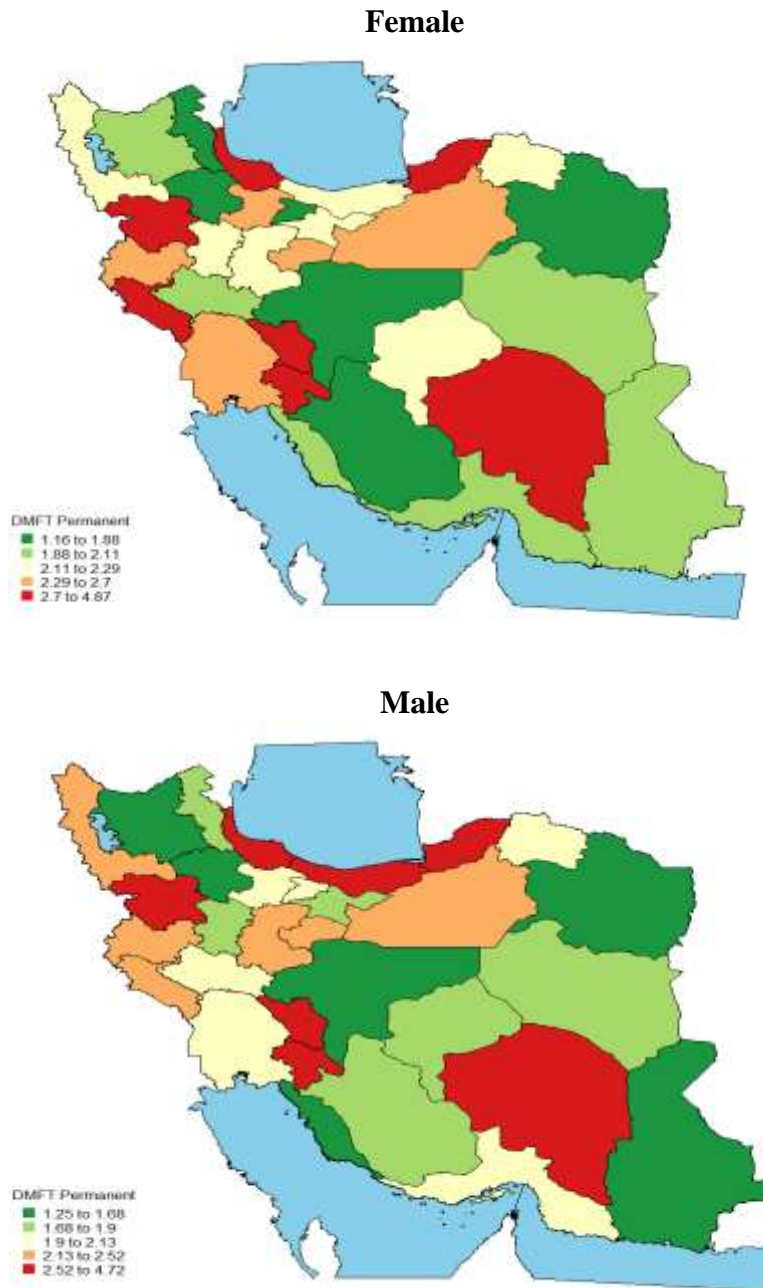 Female
DMFT Permanent
1.16 to 1.88
1.88 to 2.11
2.11 to 2.29
2.29 to 2.7
2.7 to 4.87
Male
DMFT Permanent
1.25 to 1.68
1.68 to 1.9
1.9 to 2.13
2.13 to 2.52
2.52 to 4.72